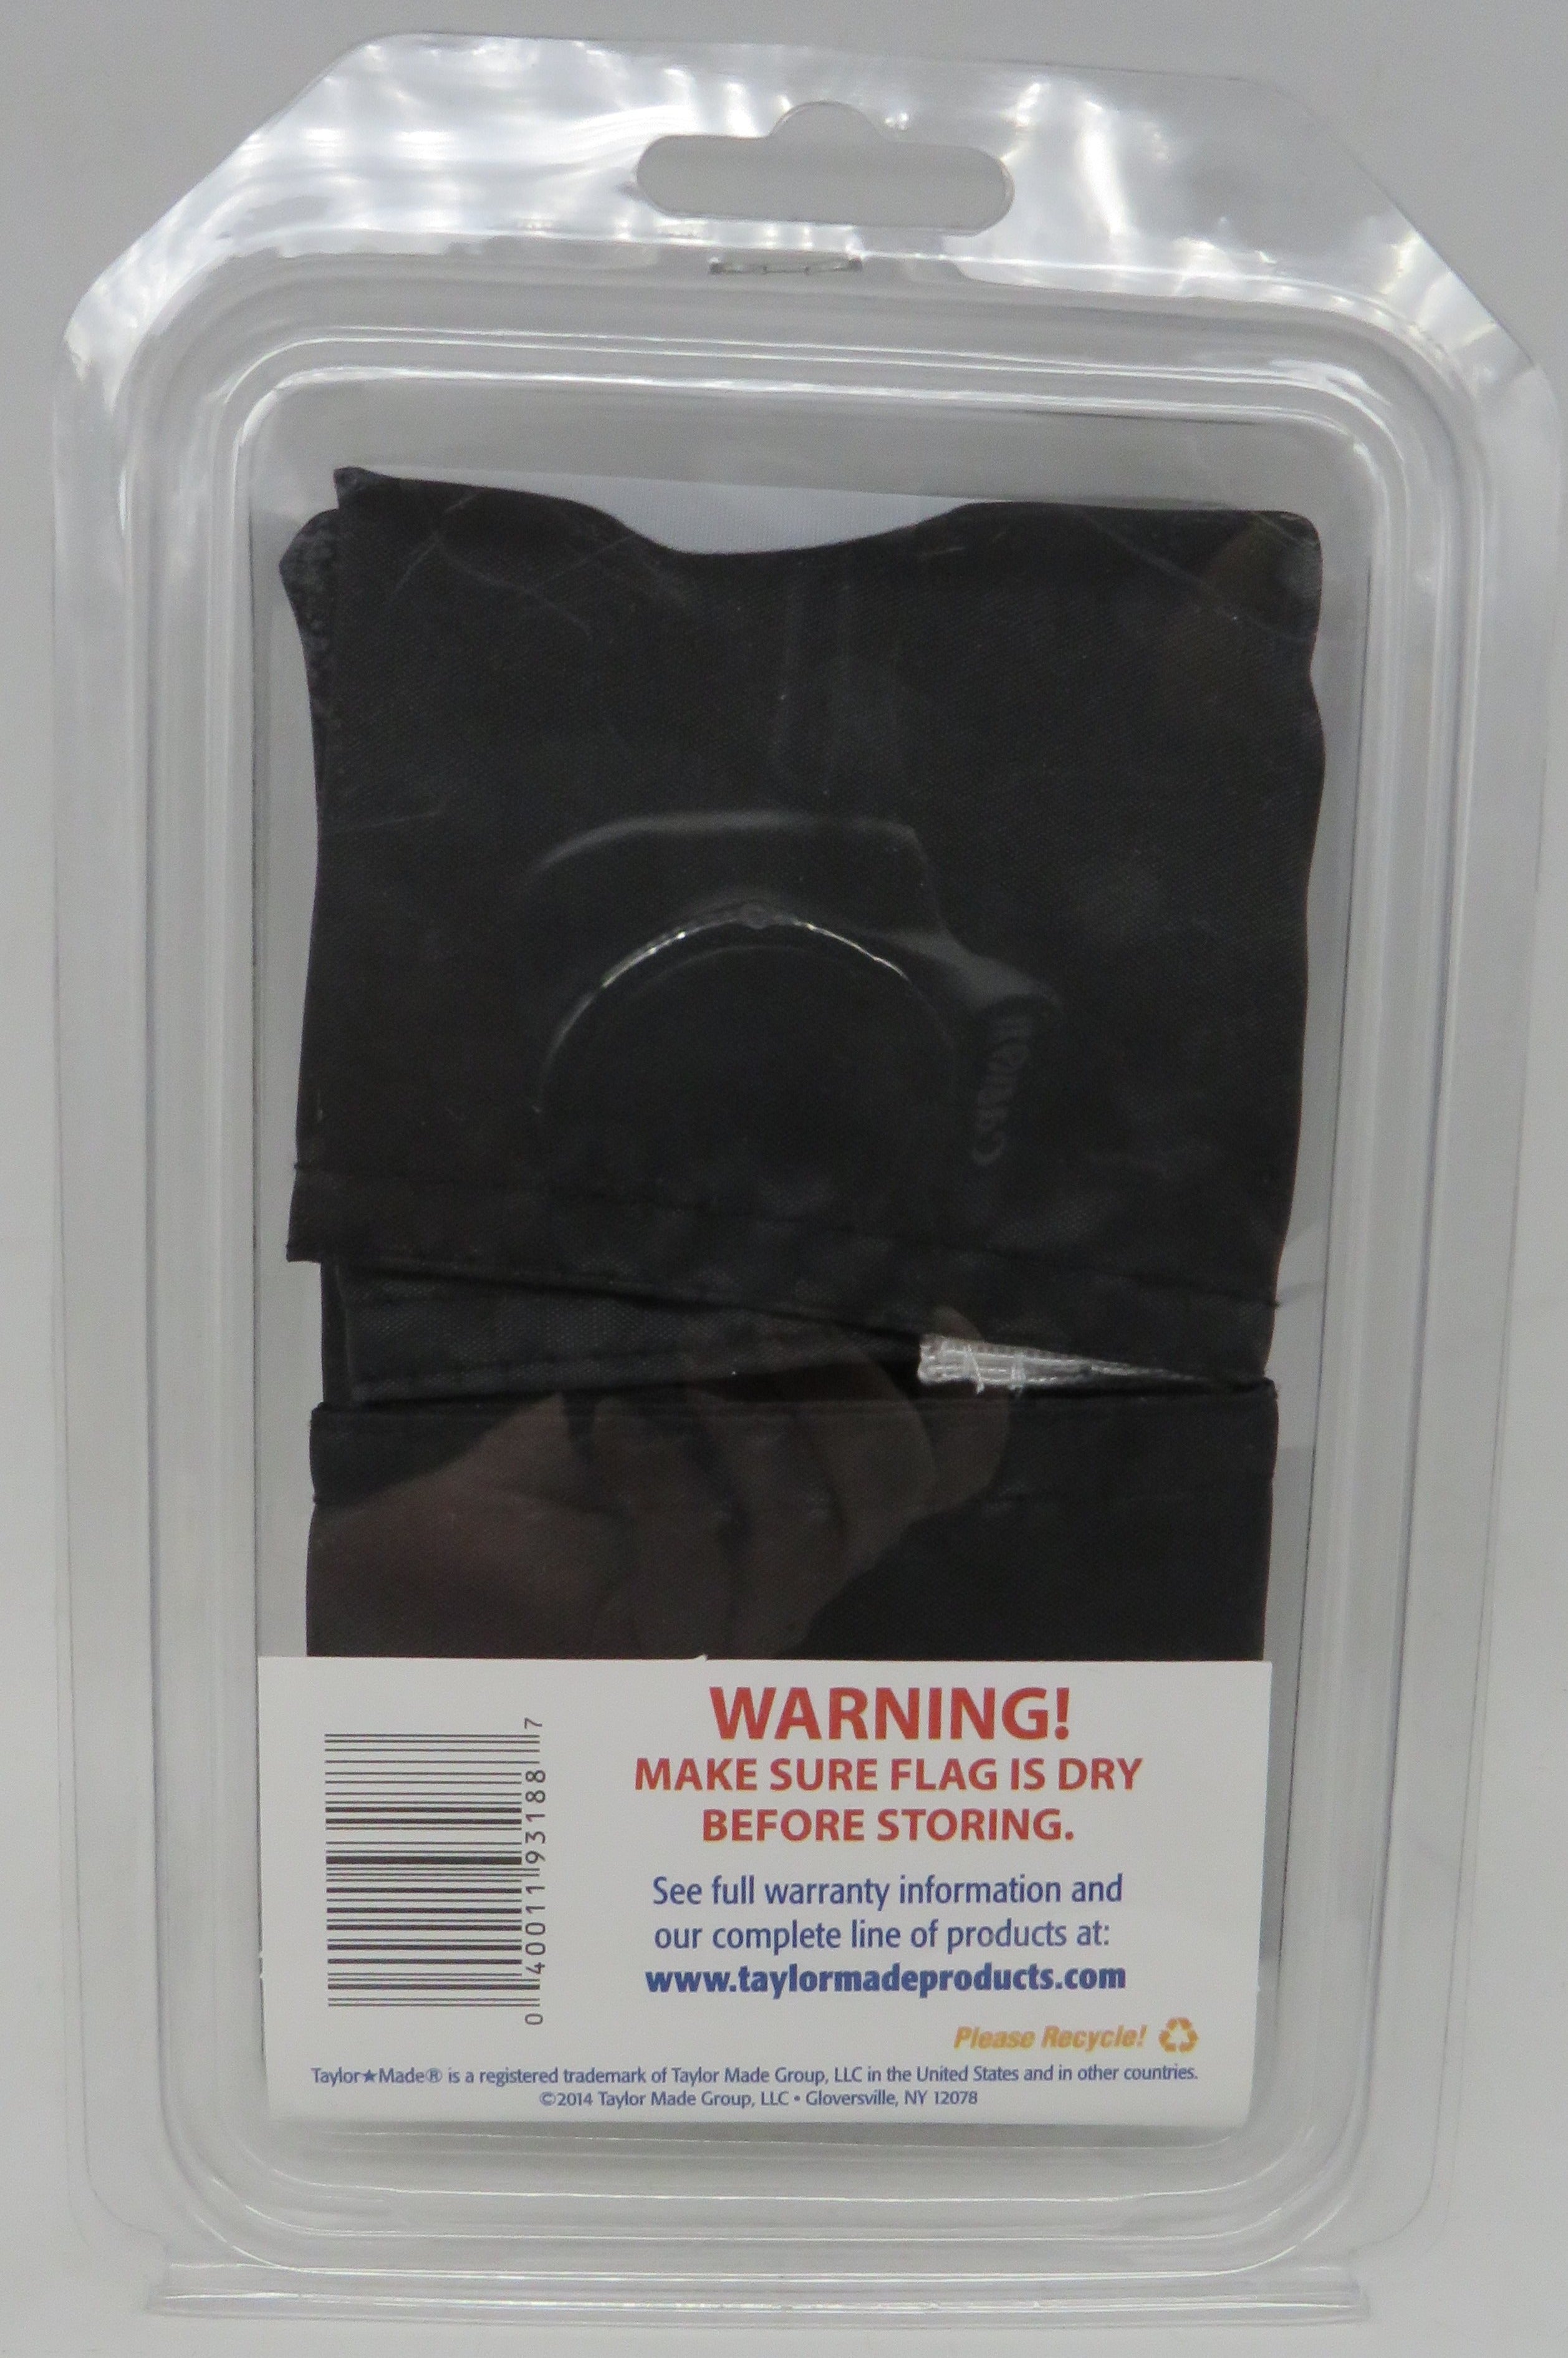 Canon
WARNING!
MAKE SURE FLAG IS DRY
BEFORE STORING.
See full warranty information and
our complete line of products at:
www.taylormadeproducts.com
Please Recycle!
0 40011 93188 7
Taylor★Made® is a registered trademark of Taylor Made Group, LLC in the United States and in other countries.
©2014 Taylor Made Group, LLC • Gloversville, NY 12078